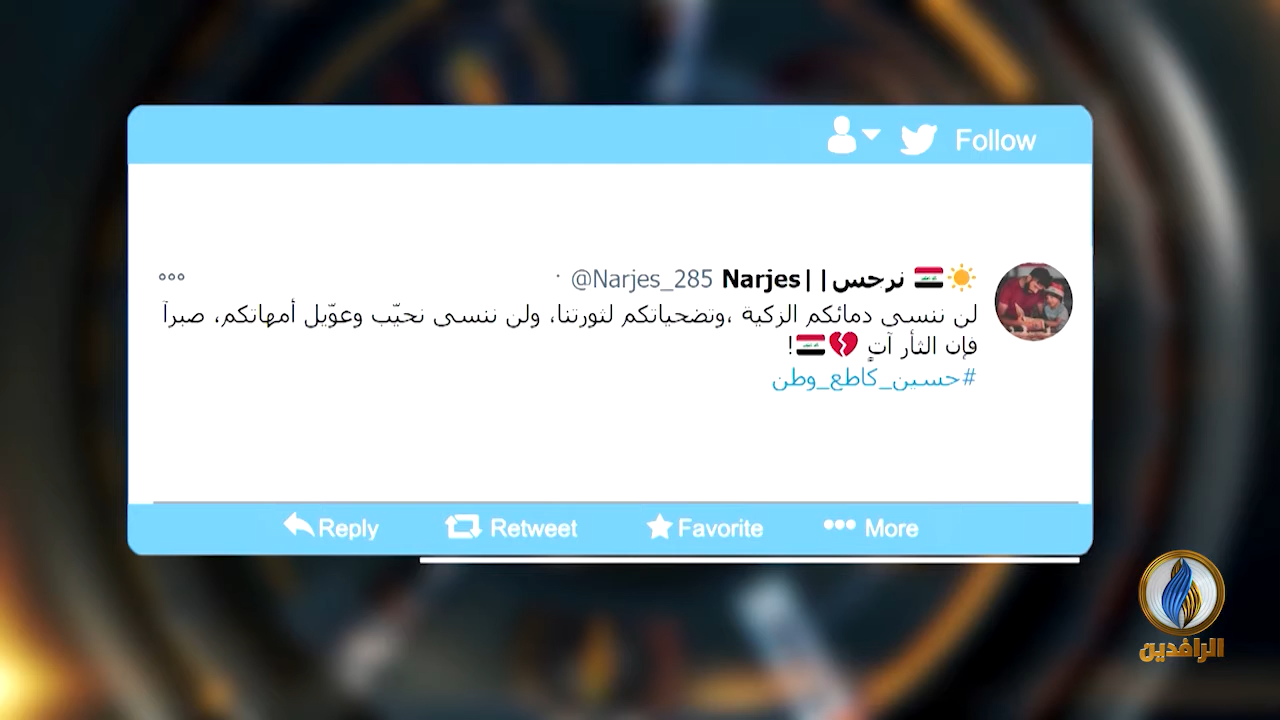 Follow
☀️🇮🇶 نرجس||Narjes @Narjes_285 ·
لن ننسى دمائكم الزكية ،وتضحياتكم لثورتنا، ولن ننسى نحيّب وعوّيل أمهاتكم، صبرآ
فإن الثأر آتٍ 💔🇮🇶!
#حسين_كاطع_وطن
Reply Retweet Favorite More
الرافدين